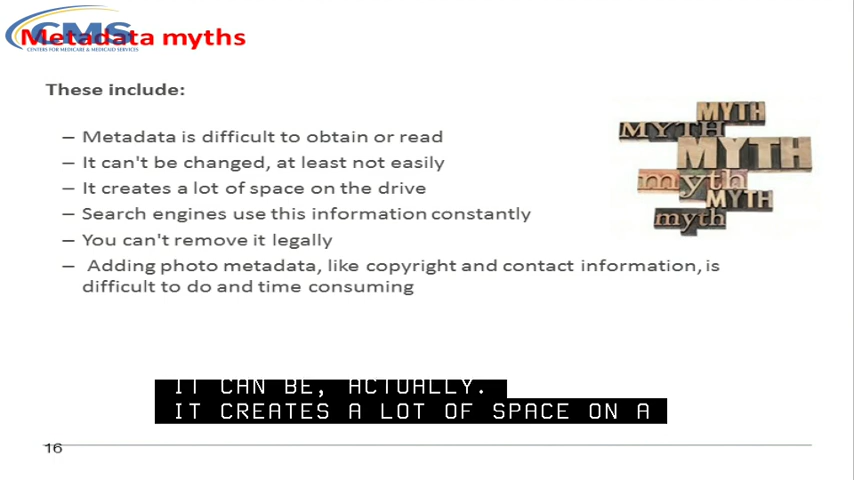 CMS
CENTERS FOR MEDICARE & MEDICAID SERVICES
Metadata myths
These include:
– Metadata is difficult to obtain or read
– It can't be changed, at least not easily
– It creates a lot of space on the drive
– Search engines use this information constantly
– You can't remove it legally
– Adding photo metadata, like copyright and contact information, is
difficult to do and time consuming
MYTH
MYTH
MYTH
myth
MYTH
myth
IT CAN BE, ACTUALLY.
IT CREATES A LOT OF SPACE ON A
16